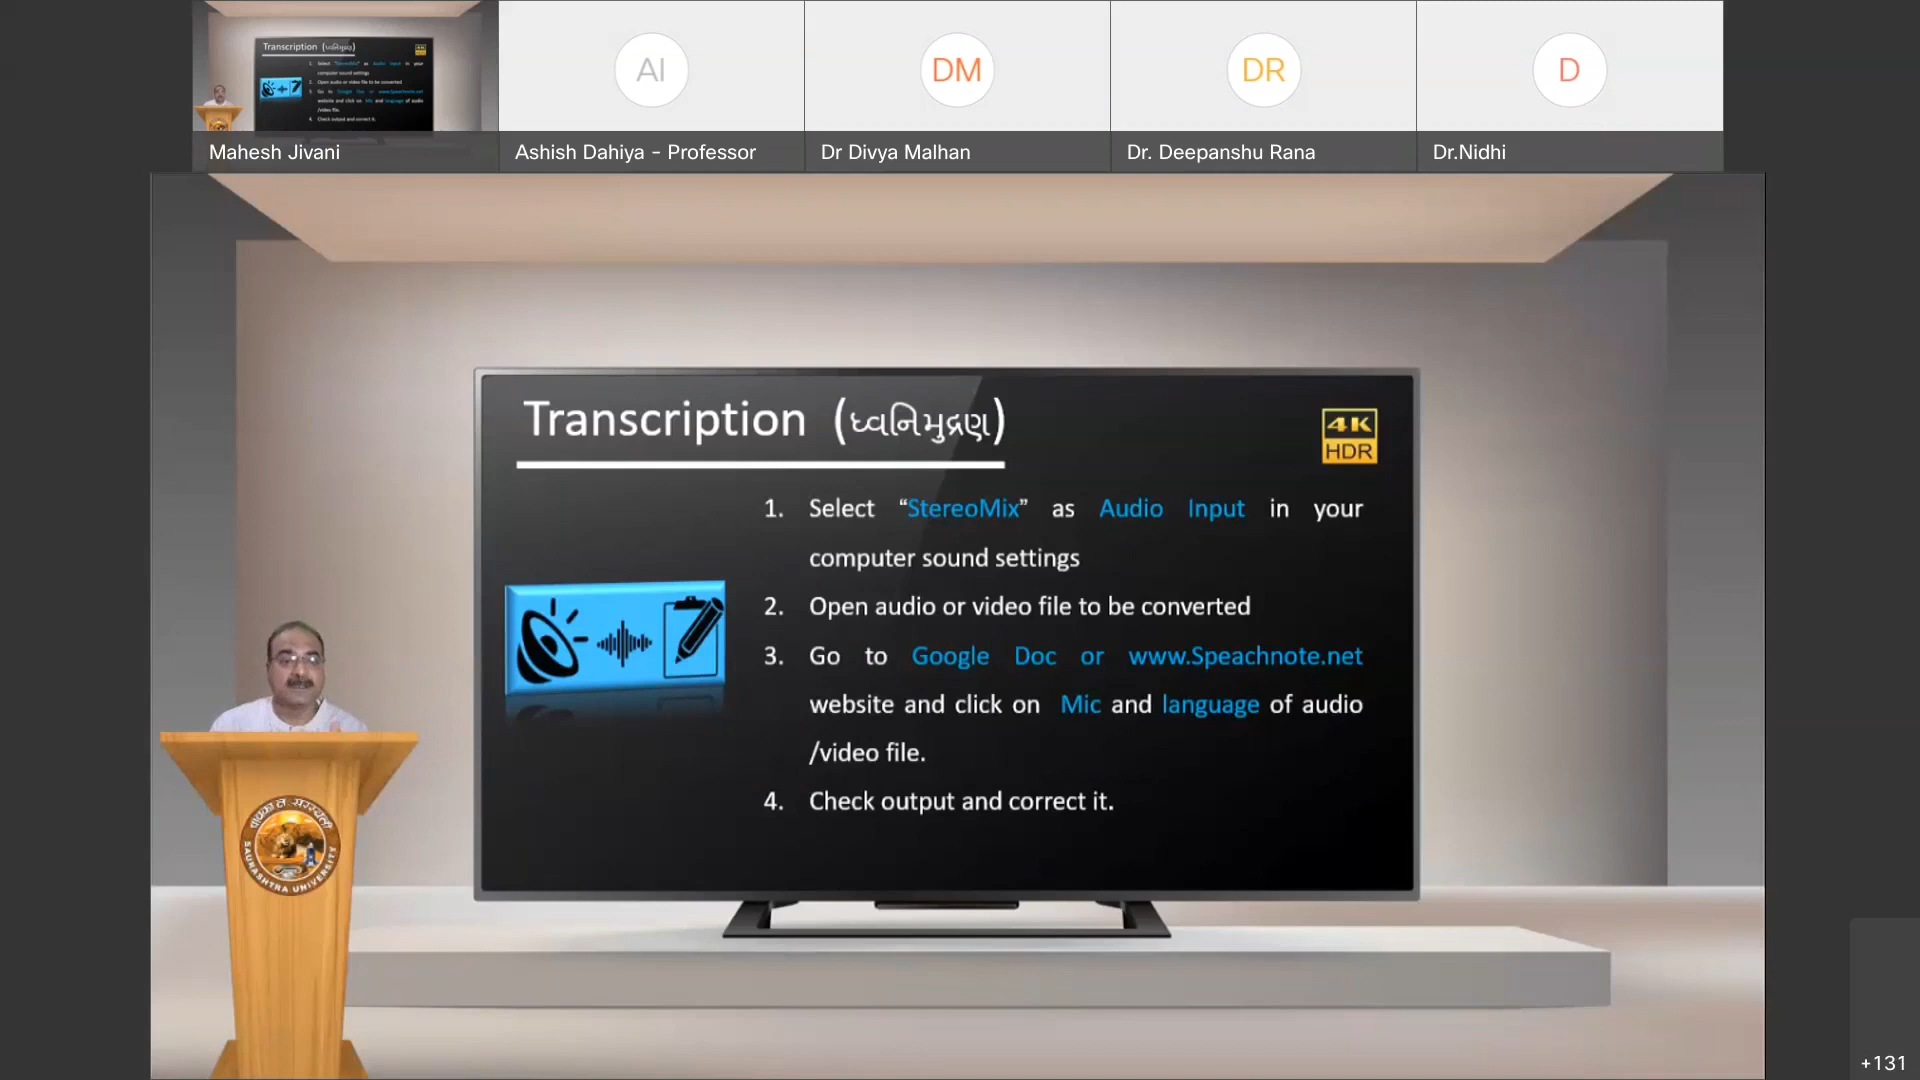 Mahesh Jivani
AI
Ashish Dahiya - Professor
DM
Dr Divya Malhan
DR
Dr. Deepanshu Rana
D
Dr.Nidhi
Transcription (ધ્વનિમુદ્રણ)
1. Select “StereoMix” as Audio Input in your
computer sound settings
2. Open audio or video file to be converted
3. Go to Google Doc or www.Speachnote.net
website and click on Mic and language of audio
/video file.
4. Check output and correct it.
4K
HDR
SAURASHTRA UNIVERSITY
+131